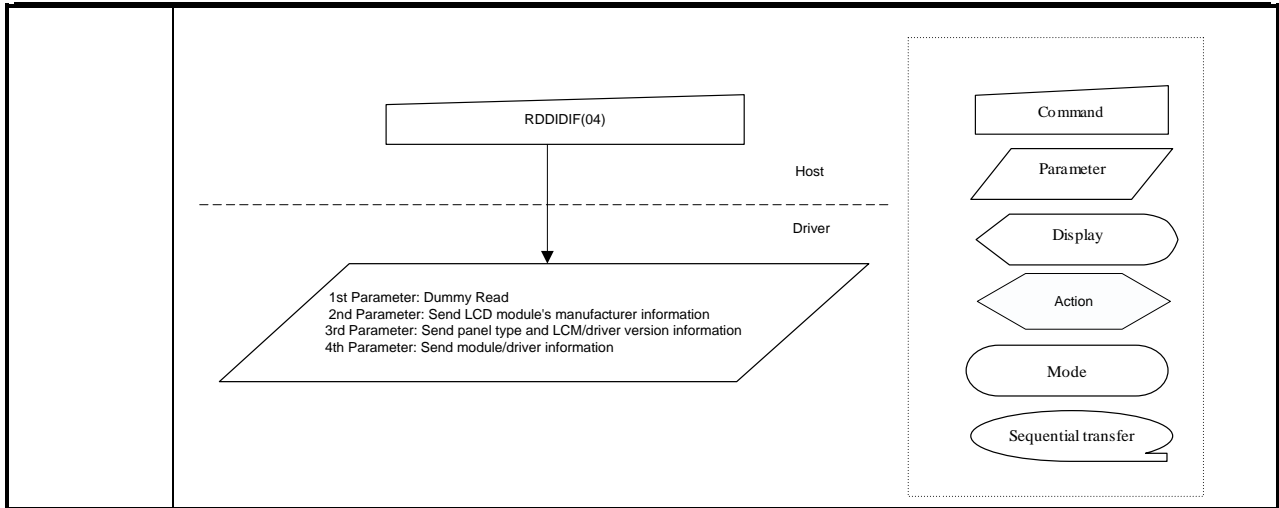 RDDIDIF(04)
Host
Driver
1st Parameter: Dummy Read
2nd Parameter: Send LCD module's manufacturer information
3rd Parameter: Send panel type and LCM/driver version information
4th Parameter: Send module/driver information
Command
Parameter
Display
Action
Mode
Sequential transfer